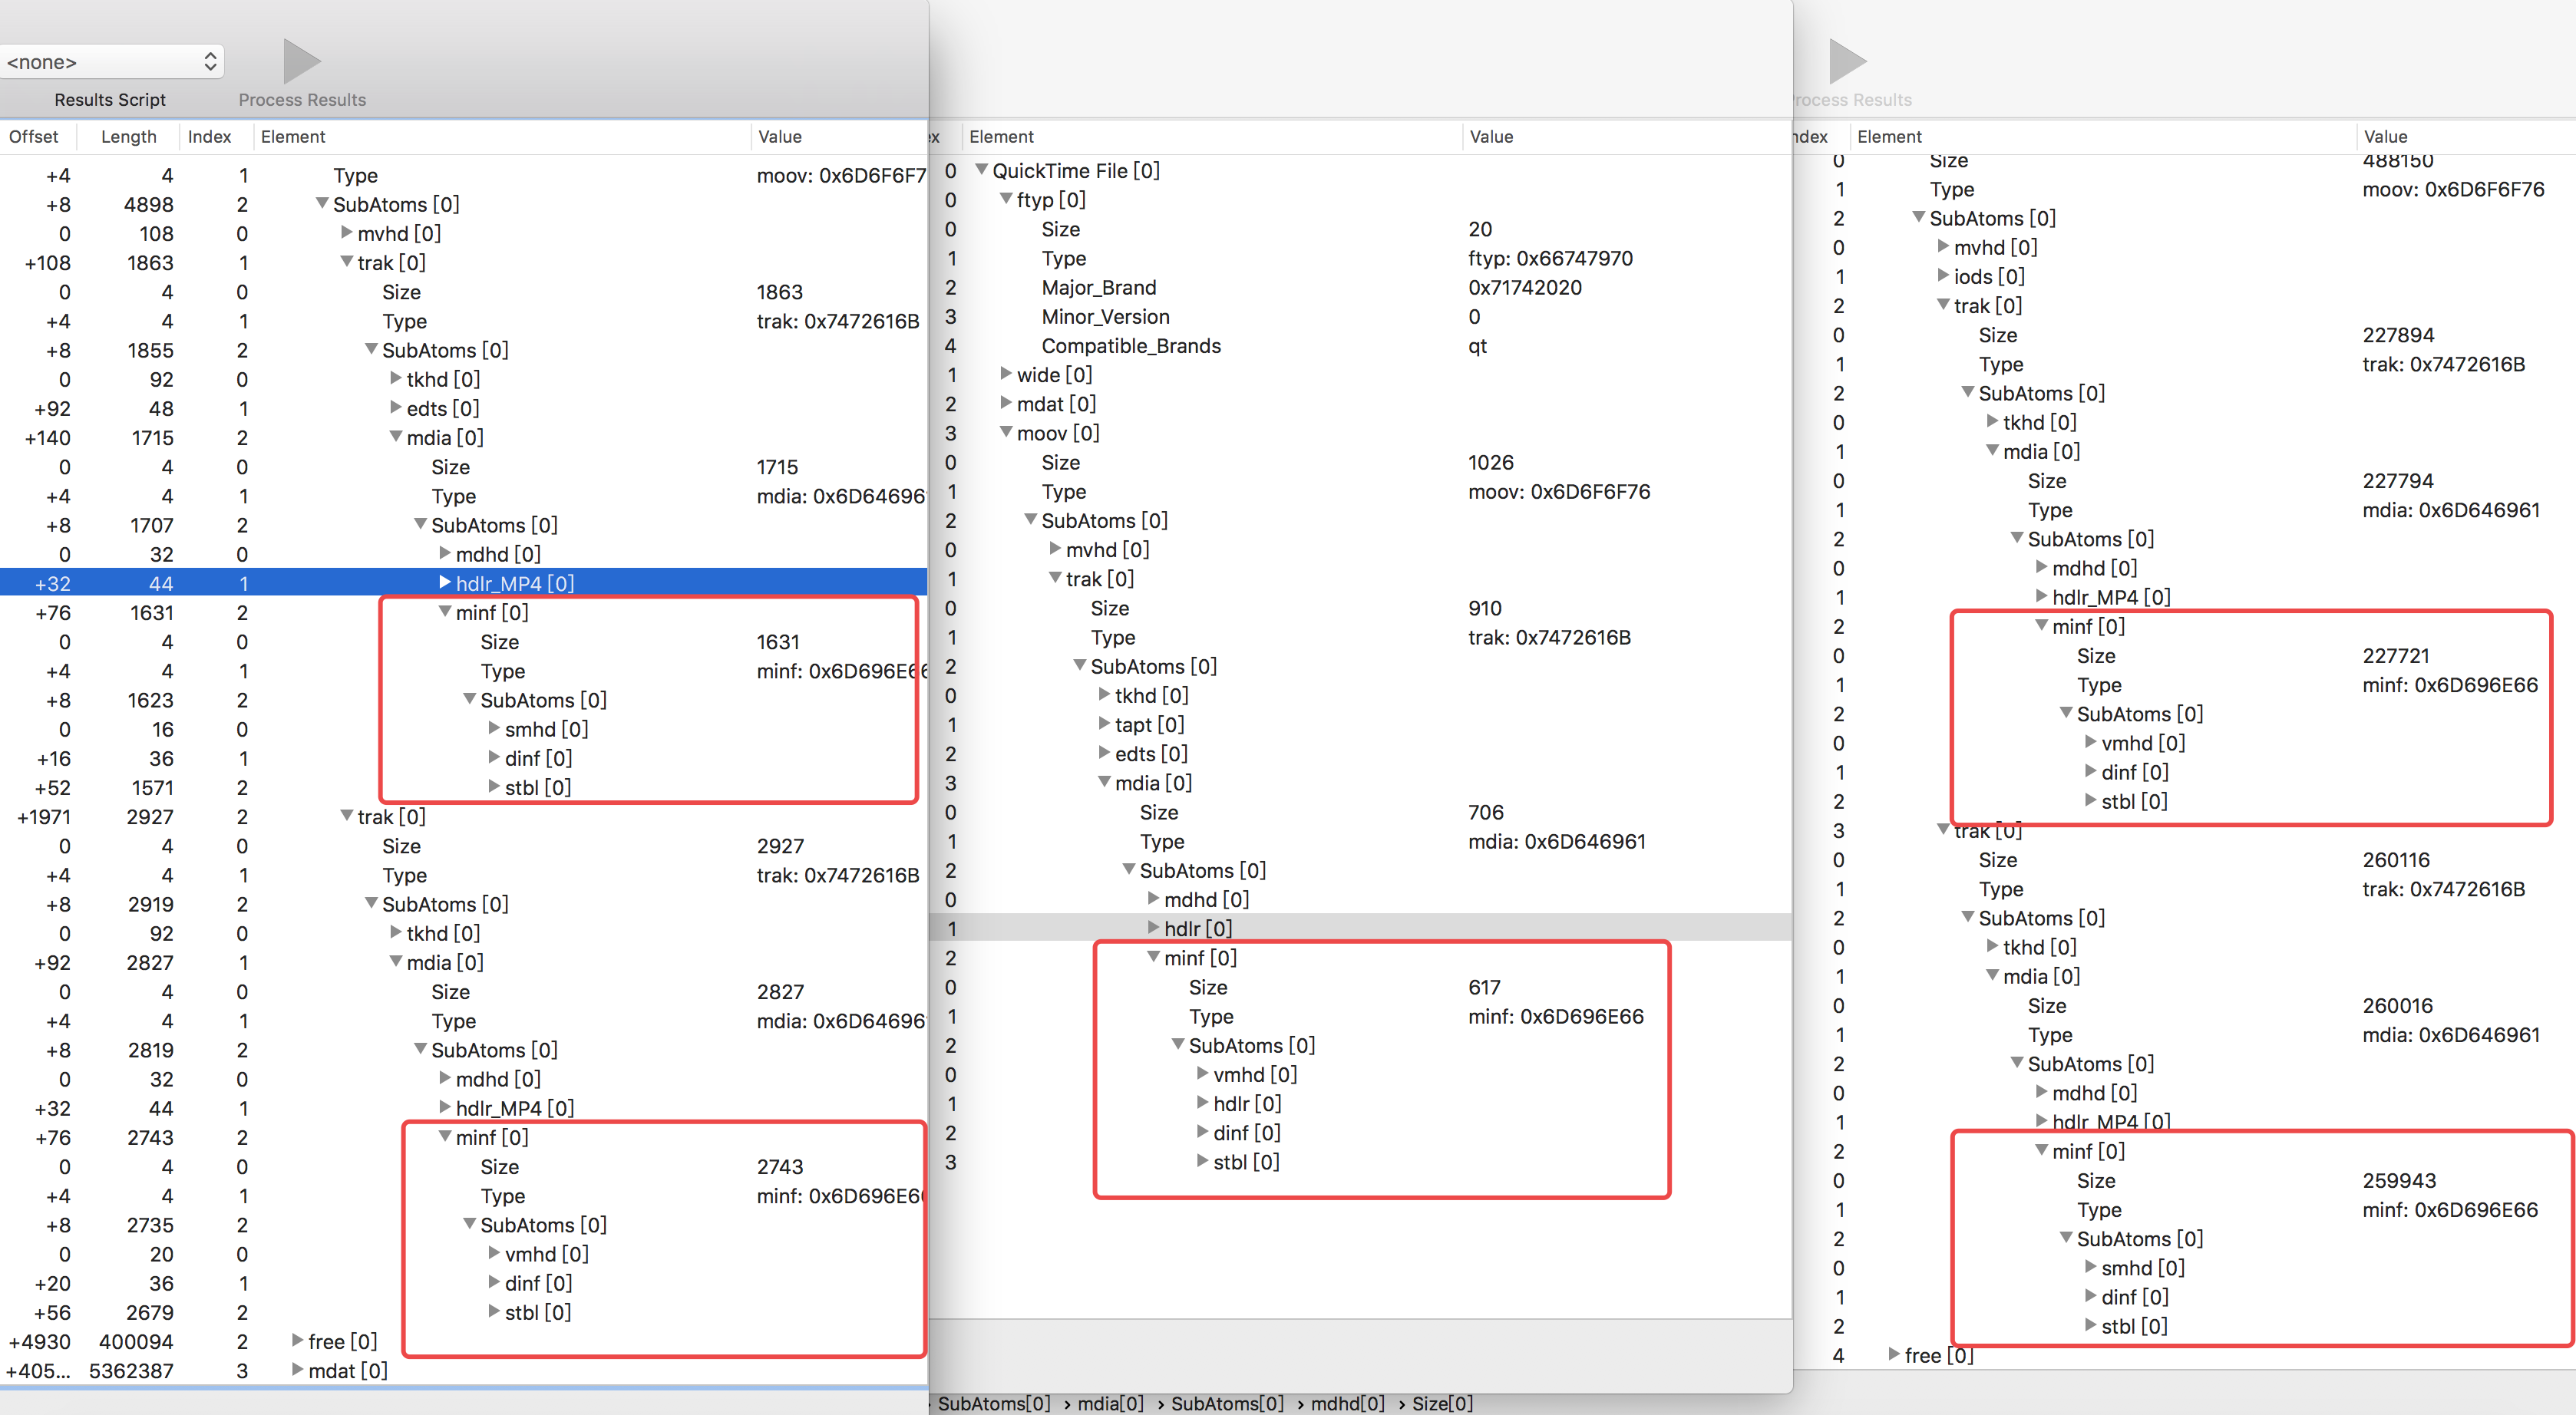 <none>
Results Script Process Results
Offset Length Index Element Value
+4 4 1 Type moov: 0x6D6F6F7
+8 4898 2 SubAtoms [0]
0 108 0 mvhd [0]
+108 1863 1 trak [0]
0 4 0 Size 1863
+4 4 1 Type trak: 0x7472616B
+8 1855 2 SubAtoms [0]
0 92 0 tkhd [0]
+92 48 1 edts [0]
+140 1715 2 mdia [0]
0 4 0 Size 1715
+4 4 1 Type mdia: 0x6D64696
+8 1707 2 SubAtoms [0]
0 32 0 mdhd [0]
+32 44 1 hdlr_MP4 [0]
+76 1631 2 minf [0]
0 4 0 Size 1631
+4 4 1 Type minf: 0x6D696E66
+8 1623 2 SubAtoms [0]
0 16 0 smhd [0]
+16 36 1 dinf [0]
+52 1571 2 stbl [0]
+1971 2927 2 trak [0]
0 4 0 Size 2927
+4 4 1 Type trak: 0x7472616B
+8 2919 2 SubAtoms [0]
0 92 0 tkhd [0]
+92 2827 1 mdia [0]
0 4 0 Size 2827
+4 4 1 Type mdia: 0x6D64696
+8 2819 2 SubAtoms [0]
0 32 0 mdhd [0]
+32 44 1 hdlr_MP4 [0]
+76 2743 2 minf [0]
0 4 0 Size 2743
+4 4 1 Type minf: 0x6D696E6
+8 2735 2 SubAtoms [0]
0 20 0 vmhd [0]
+20 36 1 dinf [0]
+56 2679 2 stbl [0]
+4930 400094 2 free [0]
+405... 5362387 3 mdat [0]
ex Element Value
0 QuickTime File [0]
0 ftyp [0]
0 Size 20
1 Type ftyp: 0x66747970
2 Major_Brand 0x71742020
3 Minor_Version 0
4 Compatible_Brands qt
1 wide [0]
2 mdat [0]
3 moov [0]
0 Size 1026
1 Type moov: 0x6D6F6F76
2 SubAtoms [0]
0 mvhd [0]
1 trak [0]
0 Size 910
1 Type trak: 0x7472616B
2 SubAtoms [0]
0 tkhd [0]
1 tapt [0]
2 edts [0]
3 mdia [0]
0 Size 706
1 Type mdia: 0x6D646961
2 SubAtoms [0]
0 mdhd [0]
1 hdlr [0]
2 minf [0]
0 Size 617
1 Type minf: 0x6D696E66
2 SubAtoms [0]
0 vmhd [0]
1 hdlr [0]
2 dinf [0]
3 stbl [0]
SubAtoms[0] › mdia[0] › SubAtoms[0] › mdhd[0] › Size[0]
rocess Results
ndex Element Value
0 Size 488150
1 Type moov: 0x6D6F6F76
2 SubAtoms [0]
0 mvhd [0]
1 iods [0]
2 trak [0]
0 Size 227894
1 Type trak: 0x7472616B
2 SubAtoms [0]
0 tkhd [0]
1 mdia [0]
0 Size 227794
1 Type mdia: 0x6D646961
2 SubAtoms [0]
0 mdhd [0]
1 hdlr_MP4 [0]
2 minf [0]
0 Size 227721
1 Type minf: 0x6D696E66
2 SubAtoms [0]
0 vmhd [0]
1 dinf [0]
2 stbl [0]
3 trak [0]
0 Size 260116
1 Type trak: 0x7472616B
2 SubAtoms [0]
0 tkhd [0]
1 mdia [0]
0 Size 260016
1 Type mdia: 0x6D646961
2 SubAtoms [0]
0 mdhd [0]
1 hdlr_MP4 [0]
2 minf [0]
0 Size 259943
1 Type minf: 0x6D696E66
2 SubAtoms [0]
0 smhd [0]
1 dinf [0]
2 stbl [0]
4 free [0]